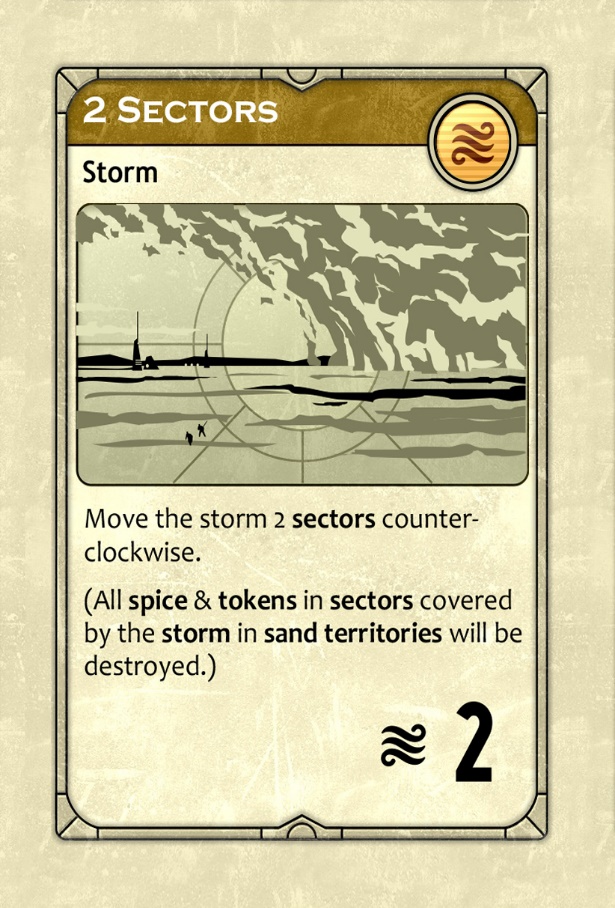 2 Sectors
Storm
Move the storm 2 sectors counter-
clockwise.
(All spice & tokens in sectors covered
by the storm in sand territories will be
destroyed.)
2